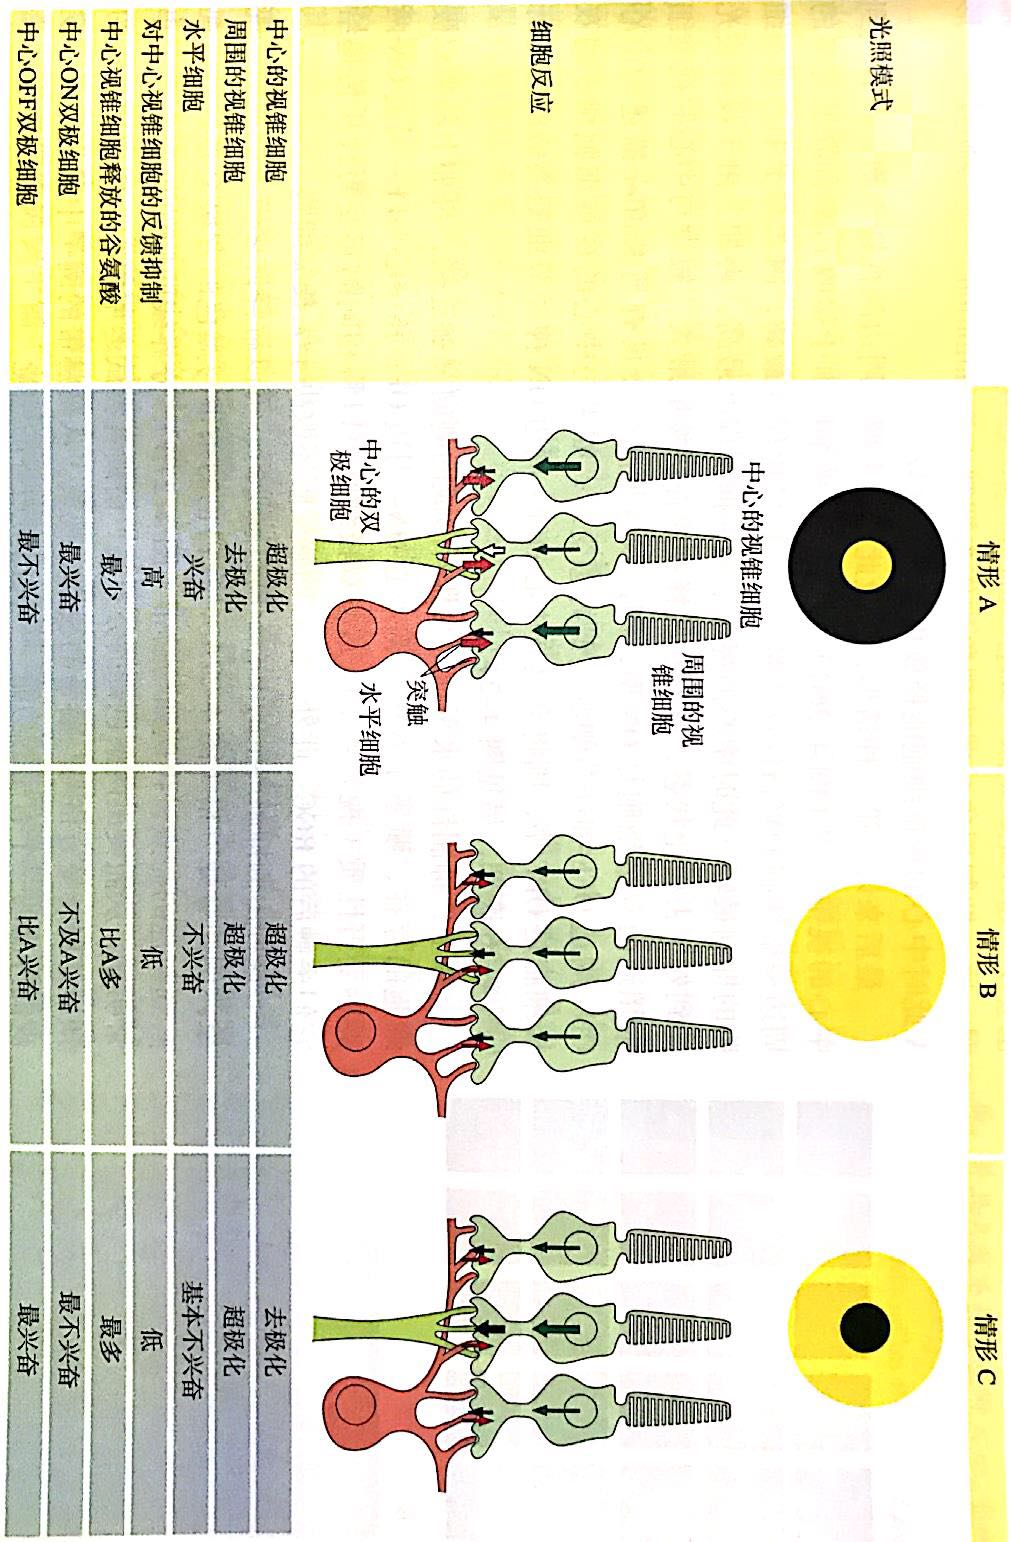 情形 A
情形 B
情形 C
光照模式
细胞反应
中心的视锥细胞
周围的视
锥细胞
突触
水平细胞
中心的双
极细胞
中心的视锥细胞
超极化
超极化
去极化
周围的视锥细胞
去极化
超极化
超极化
水平细胞
兴奋
不兴奋
基本不兴奋
对中心视锥细胞的反馈抑制
高
低
低
中心视锥细胞释放的谷氨酸
最少
比A多
最多
中心ON双极细胞
最兴奋
不及A兴奋
最不兴奋
中心OFF双极细胞
最不兴奋
比A兴奋
最兴奋